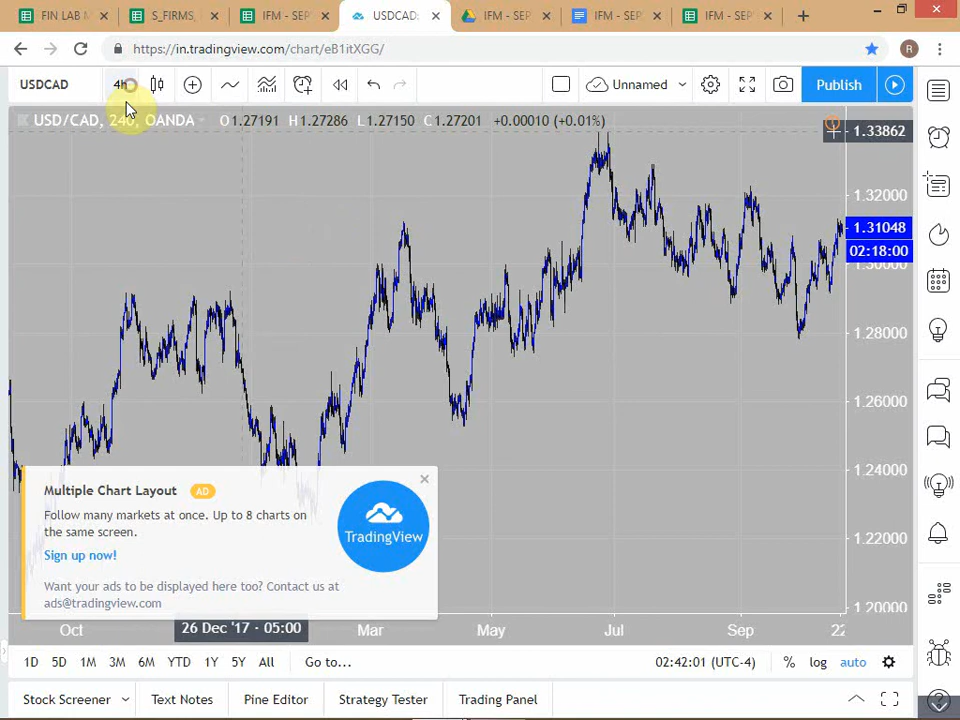 FIN LAB M
S_FIRMS,
IFM - SEP
USDCAD:
IFM - SEP
IFM - SEP
IFM - SEP
https://in.tradingview.com/chart/eB1itXGG/
R
USDCAD
4h
Unnamed
Publish
USD/CAD, 240, OANDA
O1.27191 H1.27286 L1.27150 C1.27201 +0.00010 (+0.01%)
1.33862
1.32000
1.31048
02:18:00
1.30000
1.28000
1.26000
1.24000
1.22000
1.20000
Multiple Chart Layout AD
Follow many markets at once. Up to 8 charts on
the same screen.
Sign up now!
Want your ads to be displayed here too? Contact us at
ads@tradingview.com
TradingView
Oct
26 Dec '17 - 05:00
Mar
May
Jul
Sep
22
1D 5D 1M 3M 6M YTD 1Y 5Y All Go to...
02:42:01 (UTC-4)
% log auto
Stock Screener
Text Notes
Pine Editor
Strategy Tester
Trading Panel